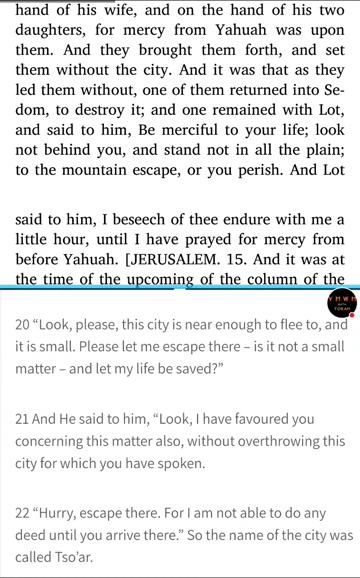 hand of his wife, and on the hand of his two
daughters, for mercy from Yahuah was upon
them. And they brought them forth, and set
them without the city. And it was that as they
led them without, one of them returned into Se-
dom, to destroy it; and one remained with Lot,
and said to him, Be merciful to your life; look
not behind you, and stand not in all the plain;
to the mountain escape, or you perish. And Lot
said to him, I beseech of thee endure with me a
little hour, until I have prayed for mercy from
before Yahuah. [JERUSALEM. 15. And it was at
the time of the upcoming of the column of the
20 “Look, please, this city is near enough to flee to, and
it is small. Please let me escape there – is it not a small
matter – and let my life be saved?”
21 And He said to him, “Look, I have favoured you
concerning this matter also, without overthrowing this
city for which you have spoken.
22 “Hurry, escape there. For I am not able to do any
deed until you arrive there.” So the name of the city was
called Tso’ar.